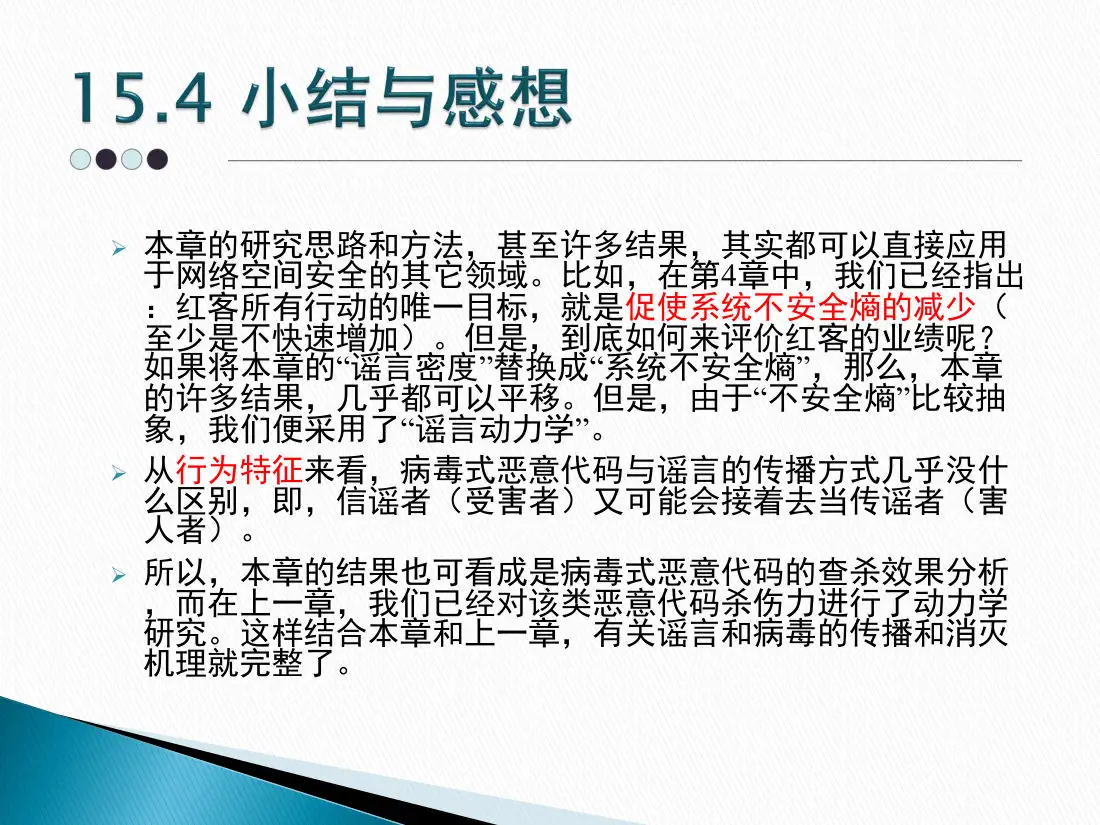 15.4 小结与感想
本章的研究思路和方法，甚至许多结果，其实都可以直接应用
于网络空间安全的其它领域。比如，在第4章中，我们已经指出
：红客所有行动的唯一目标，就是促使系统不安全熵的减少（
至少是不快速增加）。但是，到底如何来评价红客的业绩呢？
如果将本章的“谣言密度”替换成“系统不安全熵”，那么，本章
的许多结果，几乎都可以平移。但是，由于“不安全熵”比较抽
象，我们便采用了“谣言动力学”。
从行为特征来看，病毒式恶意代码与谣言的传播方式几乎没什
么区别，即，信谣者（受害者）又可能会接着去当传谣者（害
人者）。
所以，本章的结果也可看成是病毒式恶意代码的查杀效果分析
，而在上一章，我们已经对该类恶意代码杀伤力进行了动力学
研究。这样结合本章和上一章，有关谣言和病毒的传播和消灭
机理就完整了。